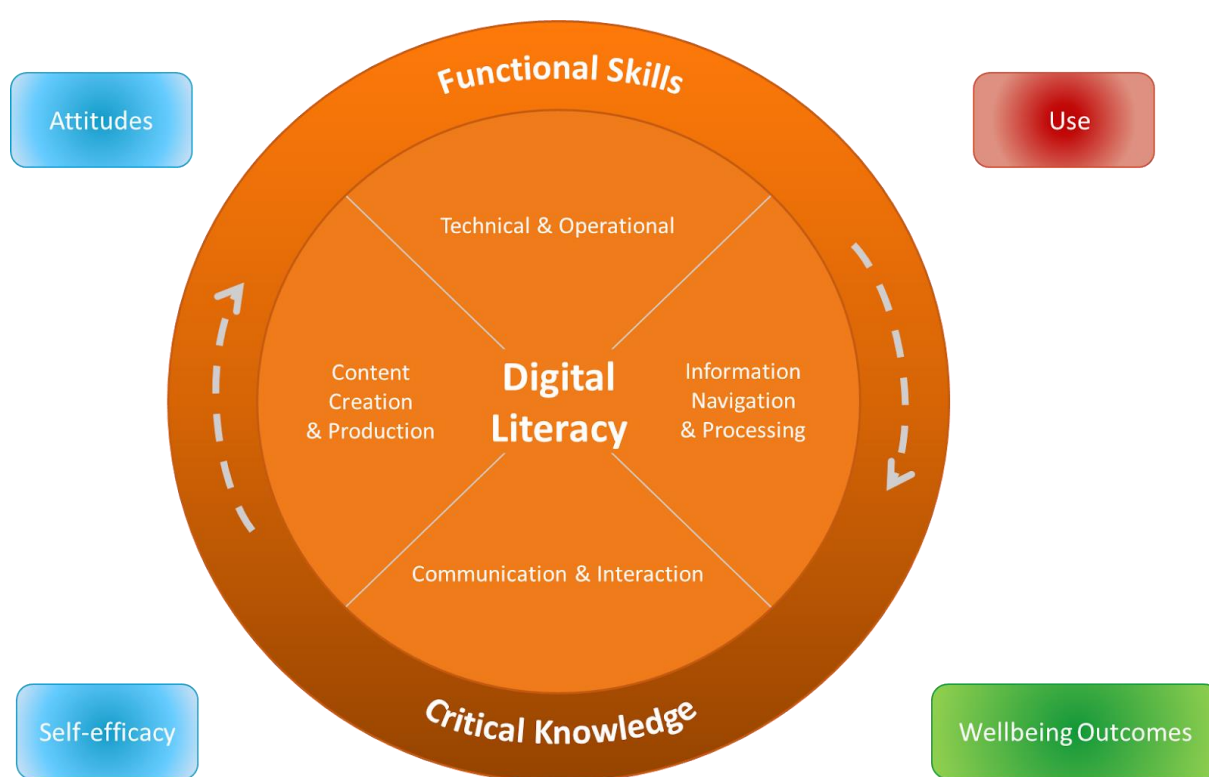 Functional Skills
Attitudes
Use
Technical & Operational
Content
Creation
& Production
Digital
Literacy
Information
Navigation
& Processing
Communication & Interaction
Critical Knowledge
Self-efficacy
Wellbeing Outcomes